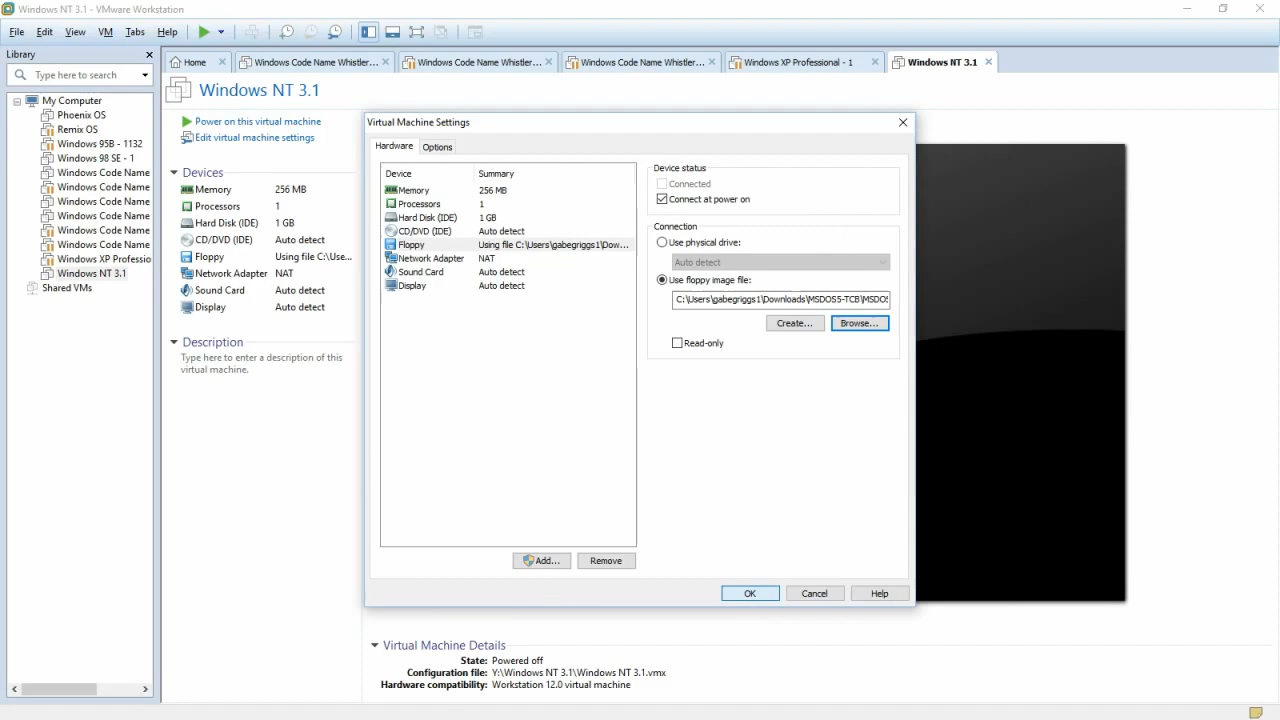 Windows NT 3.1 - VMware Workstation
File Edit View VM Tabs Help
Library
Type here to search
My Computer
Phoenix OS
Remix OS
Windows 95B - 1132
Windows 98 SE - 1
Windows Code Name
Windows Code Name
Windows Code Name
Windows Code Name
Windows Code Name
Windows Code Name
Windows XP Professio
Windows NT 3.1
Shared VMs
Home
Windows Code Name Whistler...
Windows Code Name Whistler...
Windows Code Name Whistler...
Windows XP Professional - 1
Windows NT 3.1
Windows NT 3.1
Power on this virtual machine
Edit virtual machine settings
Devices
Memory 256 MB
Processors 1
Hard Disk (IDE) 1 GB
CD/DVD (IDE) Auto detect
Floppy Using file C:\Use...
Network Adapter NAT
Sound Card Auto detect
Display Auto detect
Description
Type here to enter a description of this
virtual machine.
Virtual Machine Settings
Hardware Options
Device Summary
Memory 256 MB
Processors 1
Hard Disk (IDE) 1 GB
CD/DVD (IDE) Auto detect
Floppy Using file C:\Users\gabegriggs1\Dow...
Network Adapter NAT
Sound Card Auto detect
Display Auto detect
Add... Remove
Device status
Connected
Connect at power on
Connection
Use physical drive:
Auto detect
Use floppy image file:
C:\Users\gabegriggs1\Downloads\MSDOS5-TCB\MSDOS
Create... Browse...
Read-only
OK Cancel Help
Virtual Machine Details
State: Powered off
Configuration file: Y:\Windows NT 3.1\Windows NT 3.1.vmx
Hardware compatibility: Workstation 12.0 virtual machine